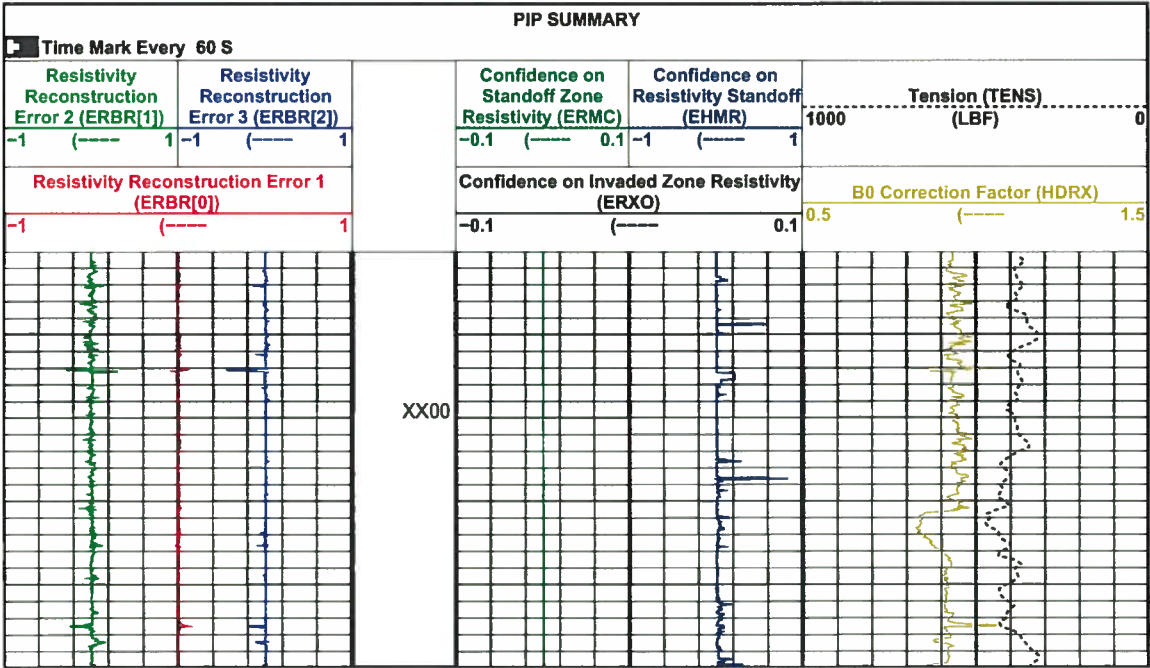 PIP SUMMARY
Time Mark Every 60 S
Resistivity Reconstruction Error 2 (ERBR[1])
−1 (−−−−− 1
Resistivity Reconstruction Error 3 (ERBR[2])
−1 (−−−−− 1
Confidence on Standoff Zone Resistivity (ERMC)
−0.1 (−−−−− 0.1
Confidence on Resistivity Standoff (EHMR)
−1 (−−−−− 1
Tension (TENS)
1000 (LBF) 0
Resistivity Reconstruction Error 1
(ERBR[0])
−1 (−−−−− 1
Confidence on Invaded Zone Resistivity
(ERXO)
−0.1 (−−−−− 0.1
B0 Correction Factor (HDRX)
0.5 (−−−−− 1.5
XX00